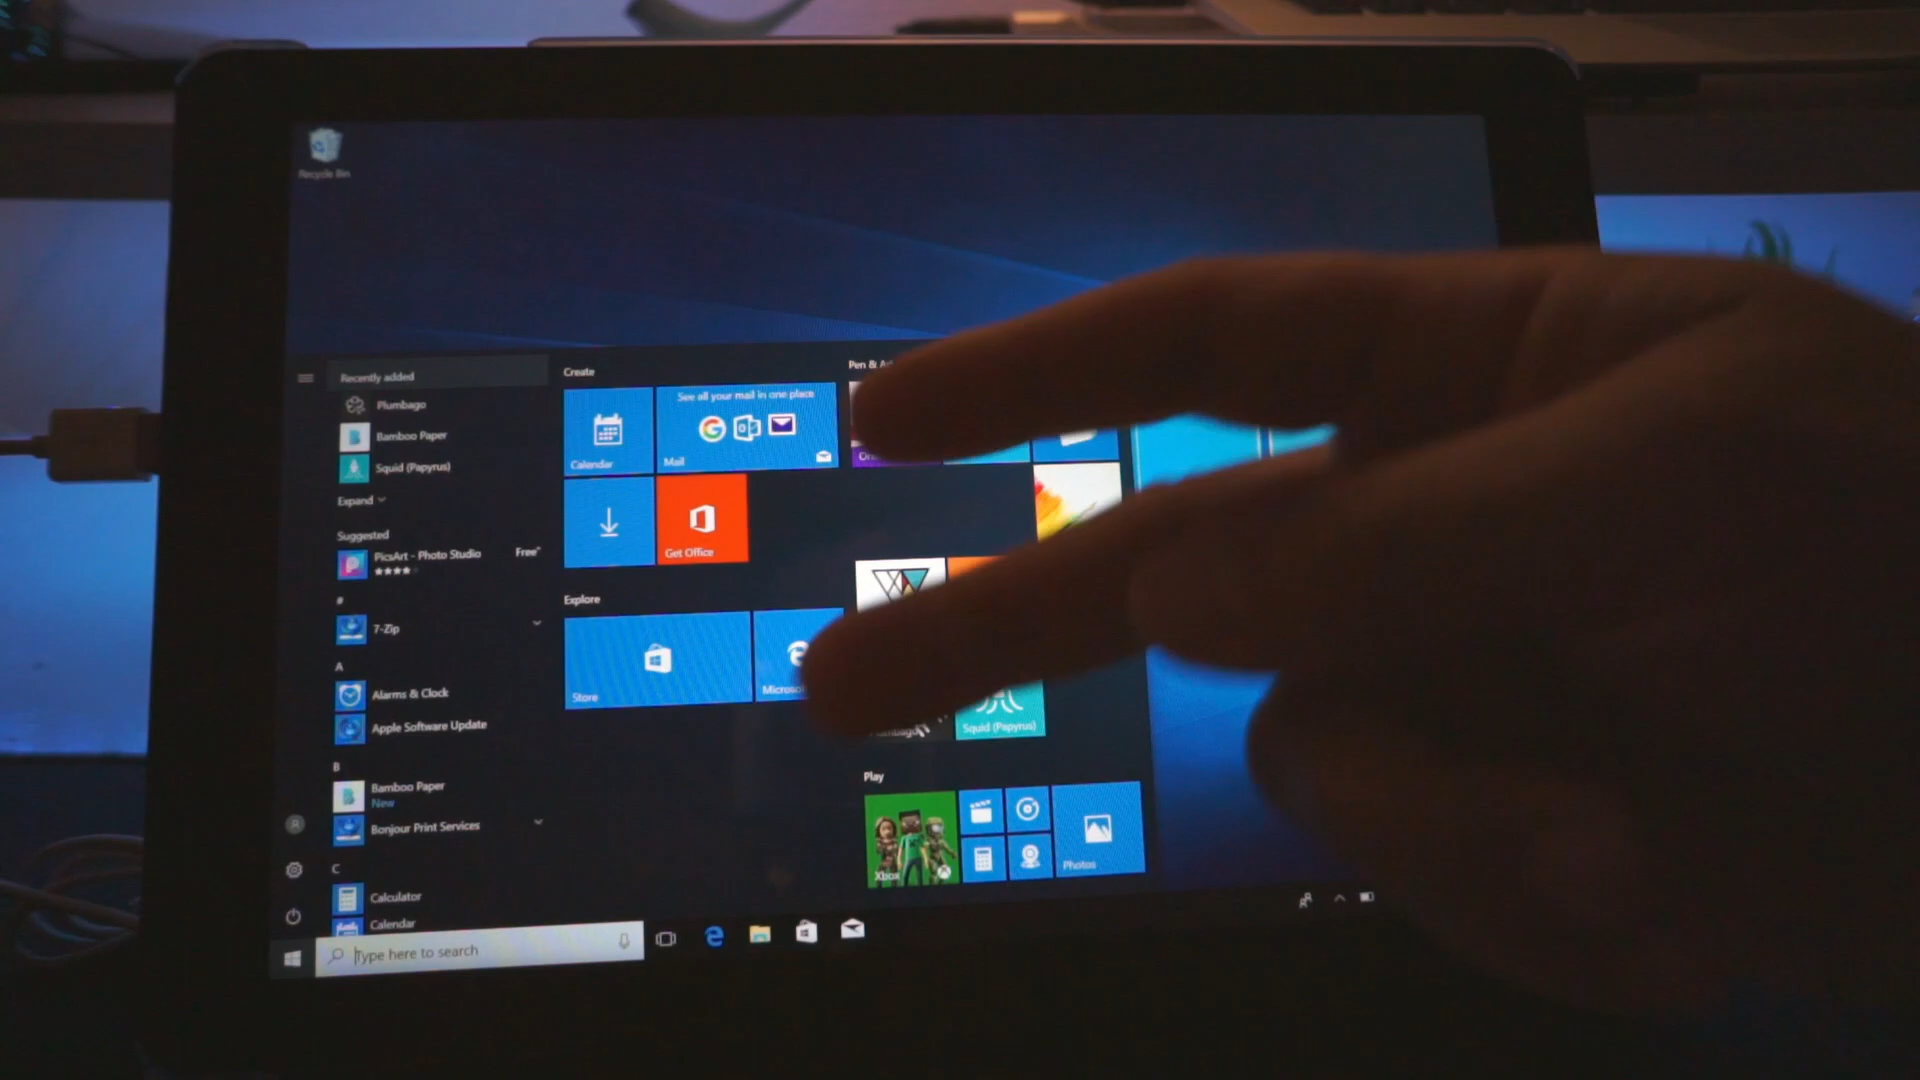 Recycle Bin
Recently added
Plumbago
Bamboo Paper
Squid (Papyrus)
Expand
Suggested
PicsArt - Photo Studio
Free*
#
7-Zip
A
Alarms & Clock
Apple Software Update
B
Bamboo Paper
New
Bonjour Print Services
C
Calculator
Calendar
Type here to search
Create
Calendar
See all your mail in one place
Mail
Get Office
Explore
Store
Pen &
Squid (Papyrus)
Play
Xbox
Photos